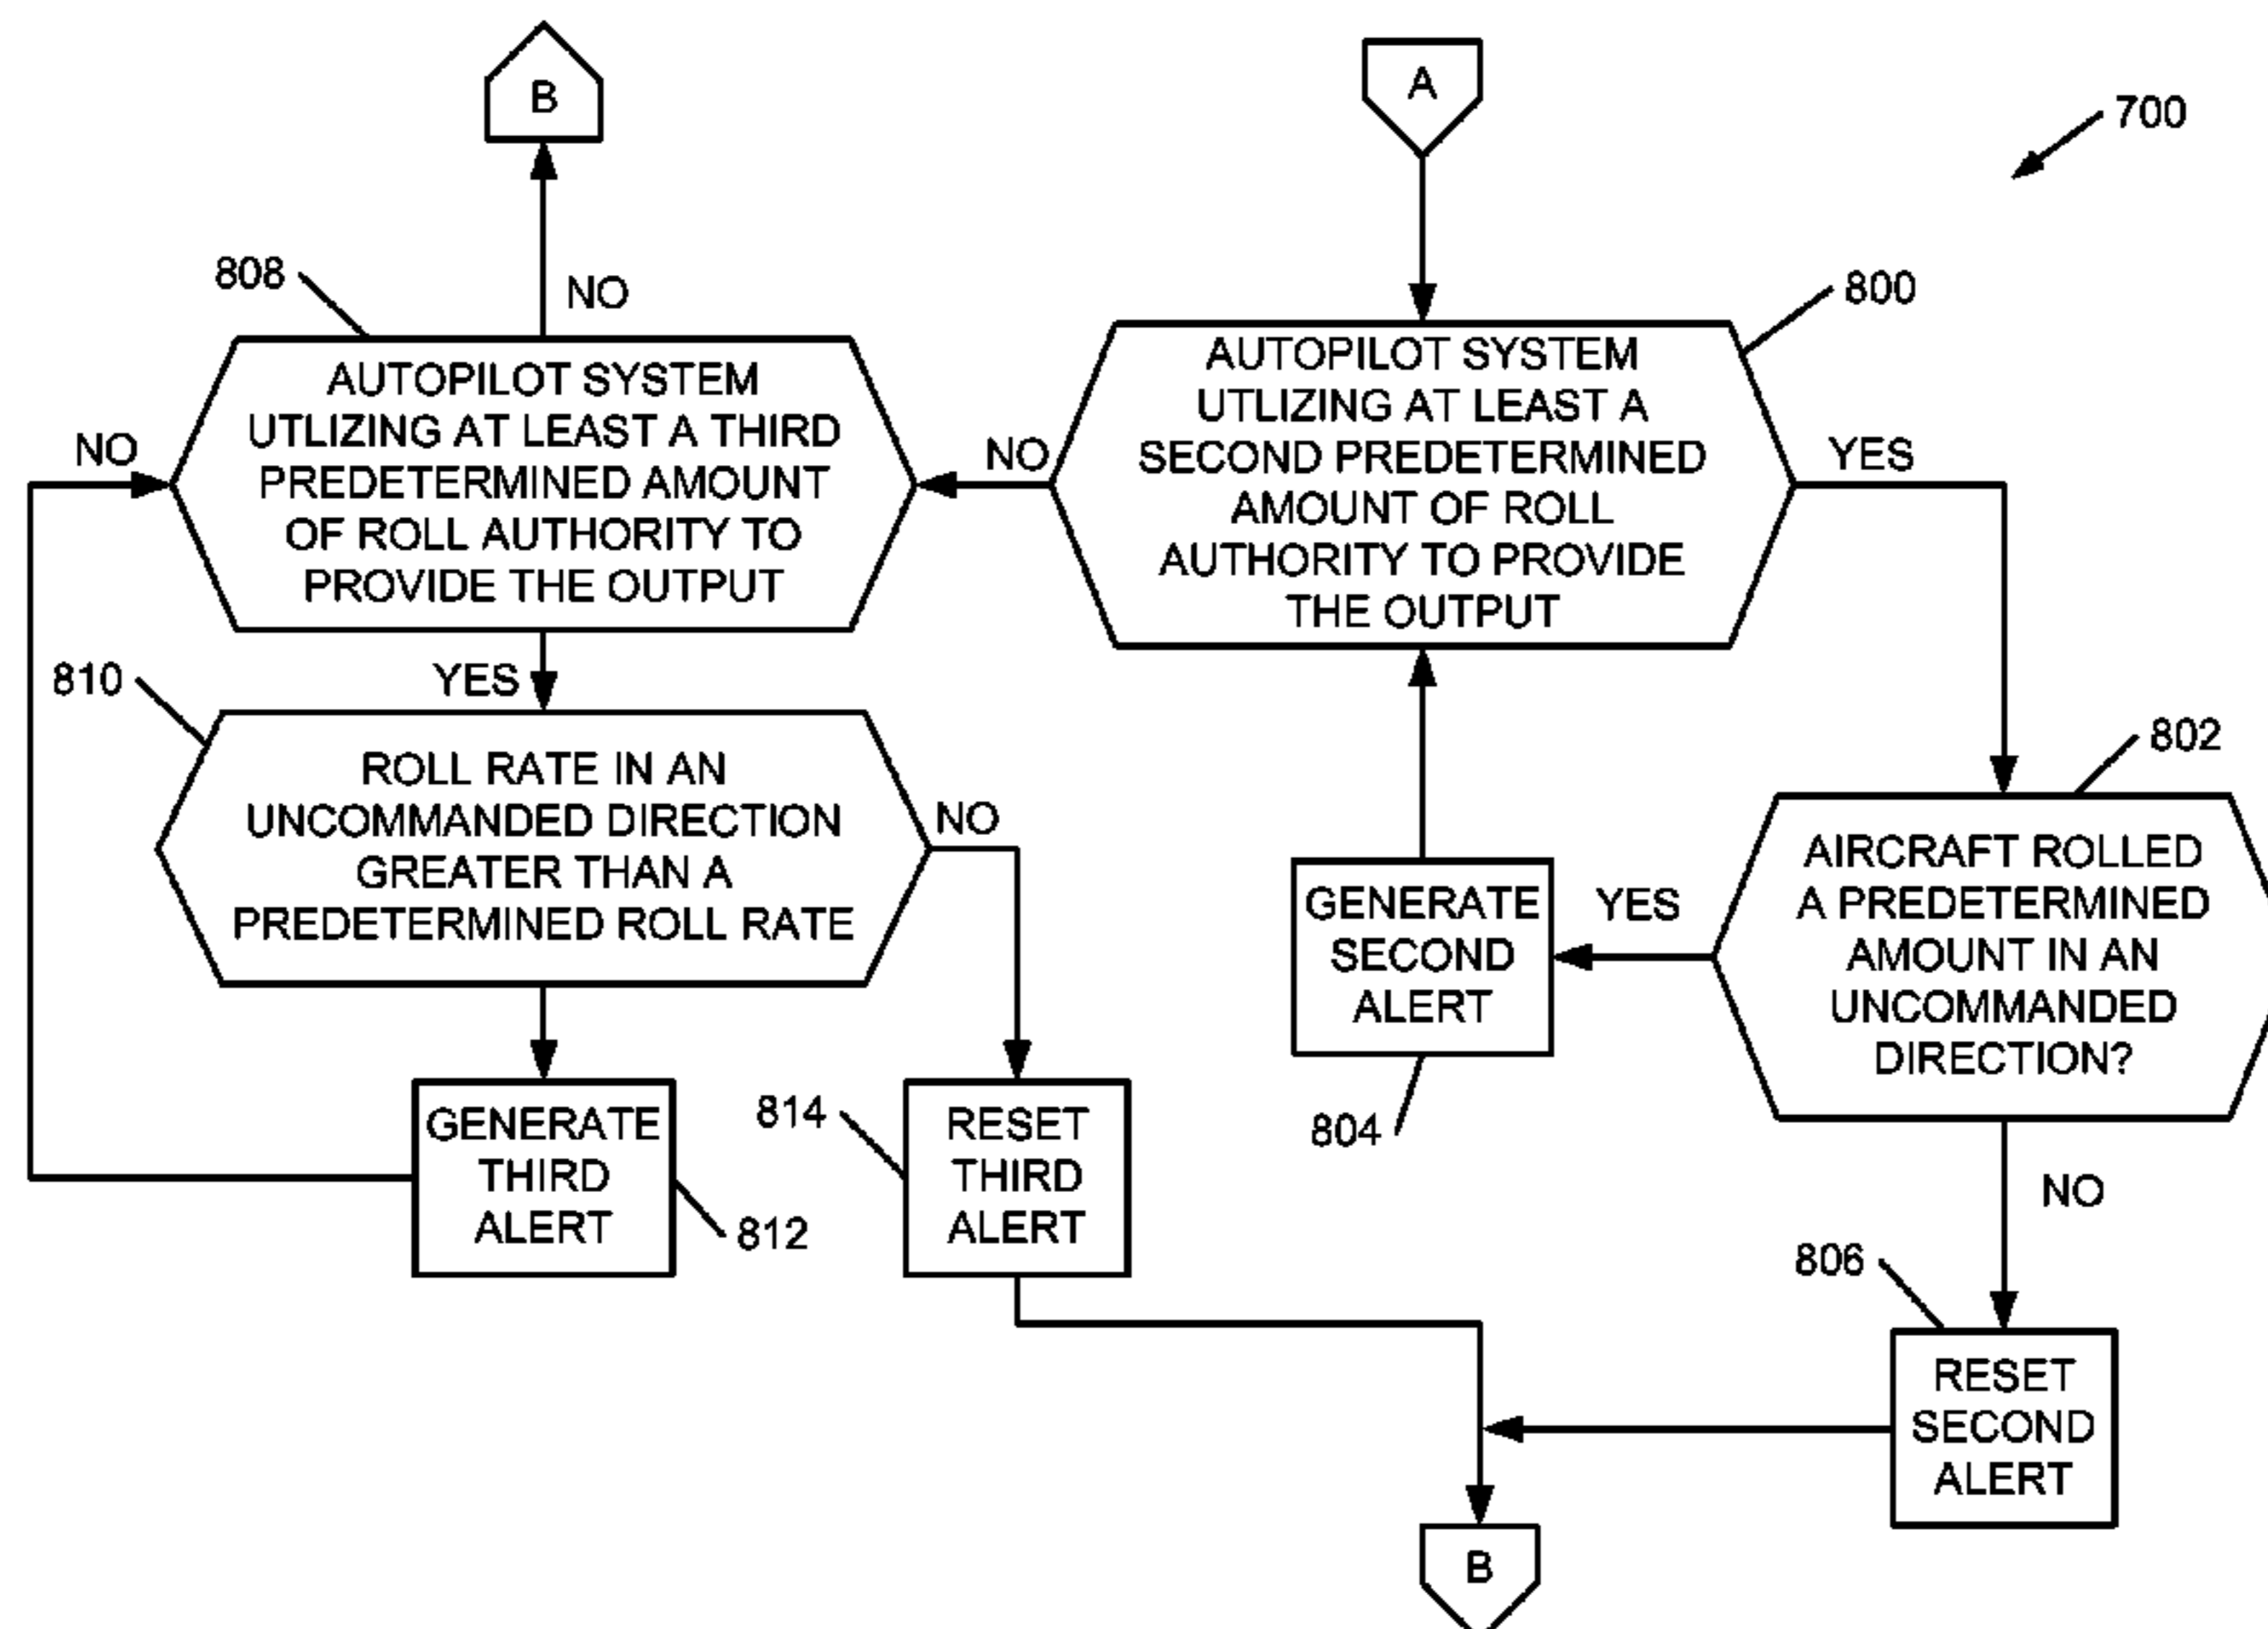 B
A
700
808
NO
800
AUTOPILOT SYSTEM
UTLIZING AT LEAST A THIRD
PREDETERMINED AMOUNT
OF ROLL AUTHORITY TO
PROVIDE THE OUTPUT
NO
NO
AUTOPILOT SYSTEM
UTLIZING AT LEAST A
SECOND PREDETERMINED
AMOUNT OF ROLL
AUTHORITY TO PROVIDE
THE OUTPUT
YES
YES
810
ROLL RATE IN AN
UNCOMMANDED DIRECTION
GREATER THAN A
PREDETERMINED ROLL RATE
NO
802
AIRCRAFT ROLLED
A PREDETERMINED
AMOUNT IN AN
UNCOMMANDED
DIRECTION?
YES
GENERATE
SECOND
ALERT
804
NO
GENERATE
THIRD
ALERT
812
814
RESET
THIRD
ALERT
806
RESET
SECOND
ALERT
B